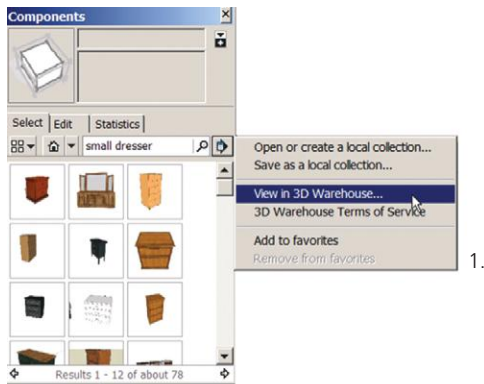 Components
Select
Edit
Statistics
small dresser
Open or create a local collection...
Save as a local collection...
View in 3D Warehouse...
3D Warehouse Terms of Service
Add to favorites
Remove from favorites
Results 1 - 12 of about 78
1.